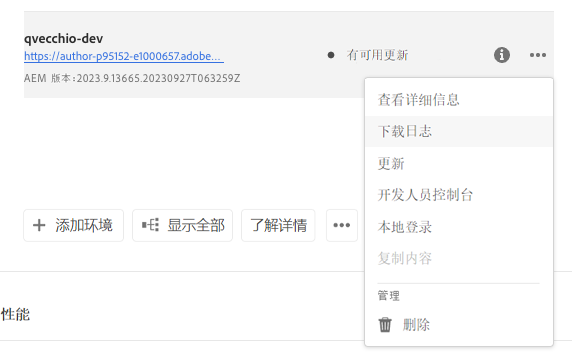 qvecchio-dev
https://author-p95152-e1000657.adobe...
有可用更新
AEM 版本:2023.9.13665.20230927T063259Z
查看详细信息
下载日志
更新
开发人员控制台
本地登录
复制内容
管理
删除
添加环境
显示全部
了解详情
性能